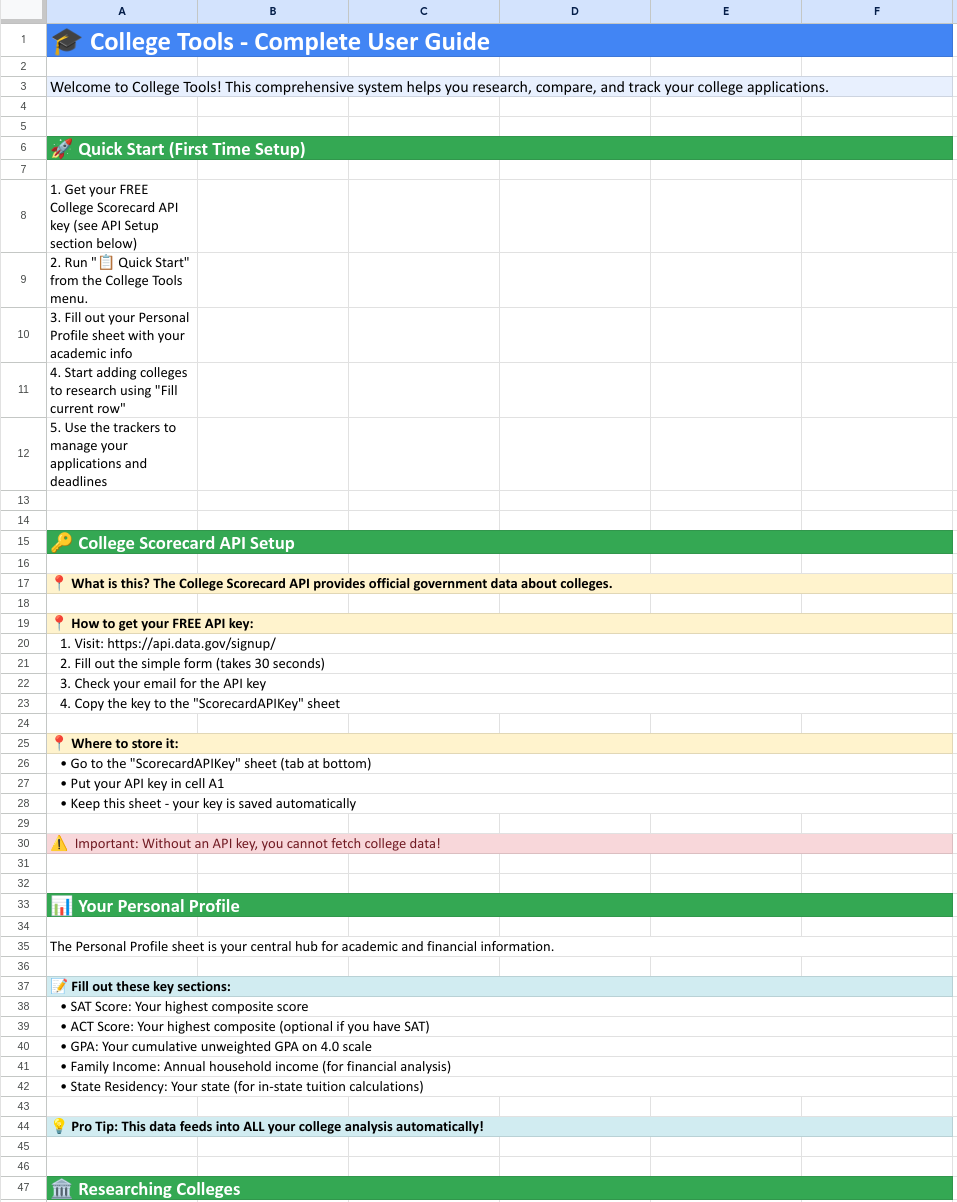 A B C D E F
1 🎓 College Tools - Complete User Guide
2
3 Welcome to College Tools! This comprehensive system helps you research, compare, and track your college applications.
4
5
6 🚀 Quick Start (First Time Setup)
7
8 1. Get your FREE
College Scorecard API
key (see API Setup
section below)
9 2. Run "📋 Quick Start"
from the College Tools
menu.
10 3. Fill out your Personal
Profile sheet with your
academic info
11 4. Start adding colleges
to research using "Fill
current row"
12 5. Use the trackers to
manage your
applications and
deadlines
13
14
15 🔑 College Scorecard API Setup
16
17 📍 What is this? The College Scorecard API provides official government data about colleges.
18
19 📍 How to get your FREE API key:
20 1. Visit: https://api.data.gov/signup/
21 2. Fill out the simple form (takes 30 seconds)
22 3. Check your email for the API key
23 4. Copy the key to the "ScorecardAPIKey" sheet
24
25 📍 Where to store it:
26 • Go to the "ScorecardAPIKey" sheet (tab at bottom)
27 • Put your API key in cell A1
28 • Keep this sheet - your key is saved automatically
29
30 ⚠️ Important: Without an API key, you cannot fetch college data!
31
32
33 📊 Your Personal Profile
34
35 The Personal Profile sheet is your central hub for academic and financial information.
36
37 📝 Fill out these key sections:
38 • SAT Score: Your highest composite score
39 • ACT Score: Your highest composite (optional if you have SAT)
40 • GPA: Your cumulative unweighted GPA on 4.0 scale
41 • Family Income: Annual household income (for financial analysis)
42 • State Residency: Your state (for in-state tuition calculations)
43
44 💡 Pro Tip: This data feeds into ALL your college analysis automatically!
45
46
47 🏛️ Researching Colleges